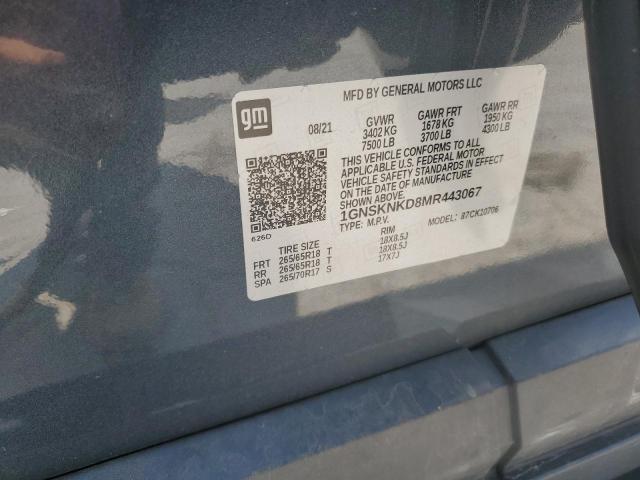 MFD BY GENERAL MOTORS LLC
gm
08/21
GVWR GAWR FRT GAWR RR
3402 KG 1678 KG 1950 KG
7500 LB 3700 LB 4300 LB
THIS VEHICLE CONFORMS TO ALL
APPLICABLE U.S. FEDERAL MOTOR
VEHICLE SAFETY STANDARDS IN EFFECT
ON THE DATE OF MANUFACTURE
SHOWN ABOVE.
1GNSKNKD8MR443067
TYPE: M.P.V. MODEL: 87CK10706
626D
TIRE SIZE RIM
FRT 265/65R18 T 18X8.5J
RR 265/65R18 T 18X8.5J
SPA 265/70R17 S 17X7J